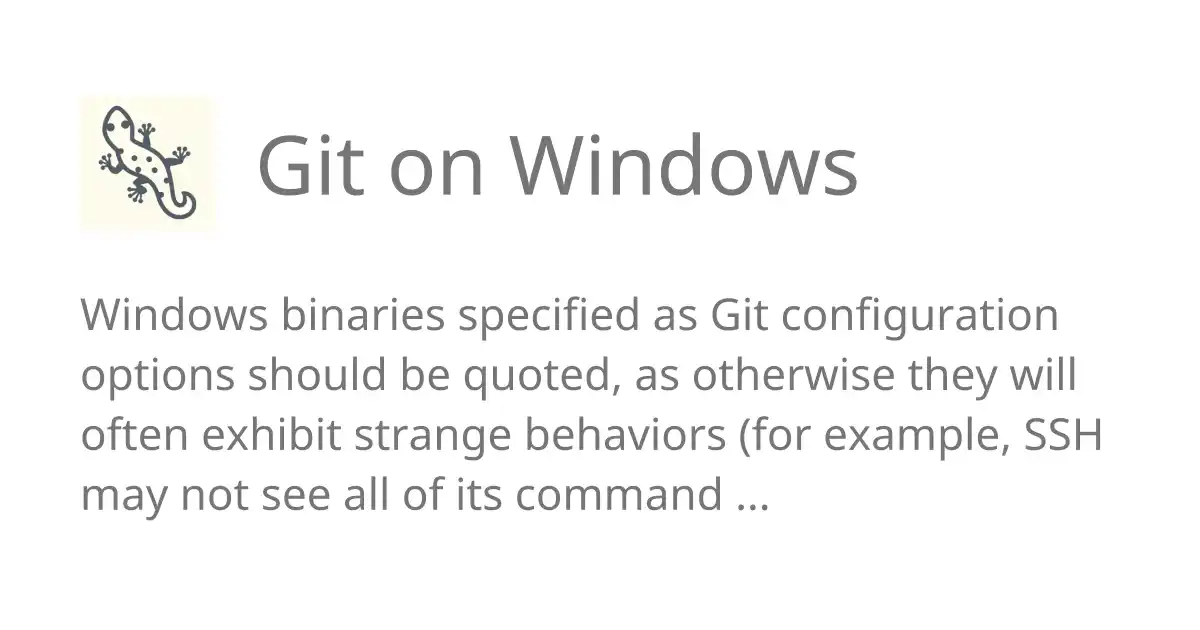 Git on Windows
Windows binaries specified as Git configuration
options should be quoted, as otherwise they will
often exhibit strange behaviors (for example, SSH
may not see all of its command ...